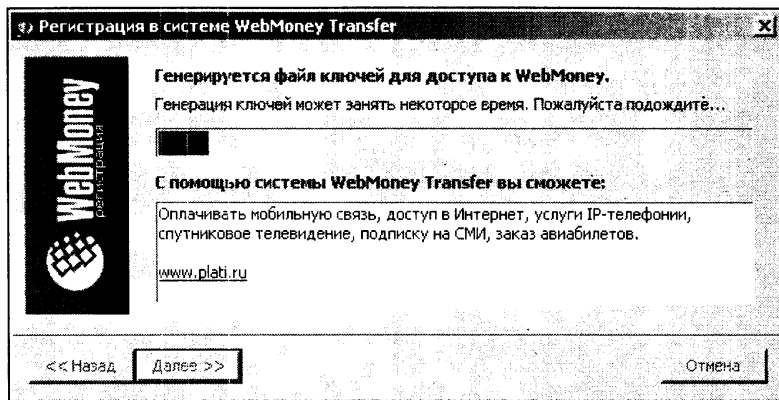 Регистрация в системе WebMoney Transfer
WebMoney
регистрация
Генерируется файл ключей для доступа к WebMoney.
Генерация ключей может занять некоторое время. Пожалуйста подождите...
С помощью системы WebMoney Transfer вы сможете:
Оплачивать мобильную связь, доступ в Интернет, услуги IP-телефонии,
спутниковое телевидение, подписку на СМИ, заказ авиабилетов.
www.plati.ru
<< Назад
Далее >>
Отмена